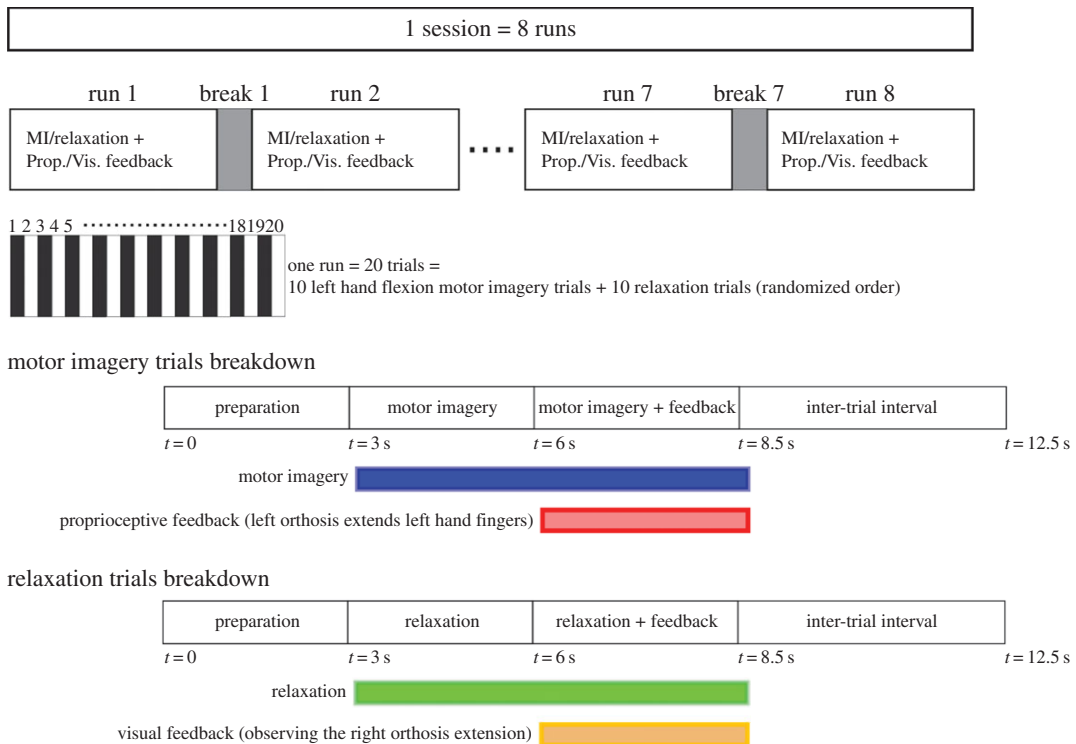 1 session = 8 runs
run 1 break 1 run 2 run 7 break 7 run 8
MI/relaxation + MI/relaxation + MI/relaxation + MI/relaxation +
Prop./Vis. feedback Prop./Vis. feedback .... Prop./Vis. feedback Prop./Vis. feedback
1 2 3 4 5 ...................... 181920
one run = 20 trials =
10 left hand flexion motor imagery trials + 10 relaxation trials (randomized order)
motor imagery trials breakdown
preparation motor imagery motor imagery + feedback inter-trial interval
t = 0 t = 3 s t = 6 s t = 8.5 s t = 12.5 s
motor imagery
proprioceptive feedback (left orthosis extends left hand fingers)
relaxation trials breakdown
preparation relaxation relaxation + feedback inter-trial interval
t = 0 t = 3 s t = 6 s t = 8.5 s t = 12.5 s
relaxation
visual feedback (observing the right orthosis extension)